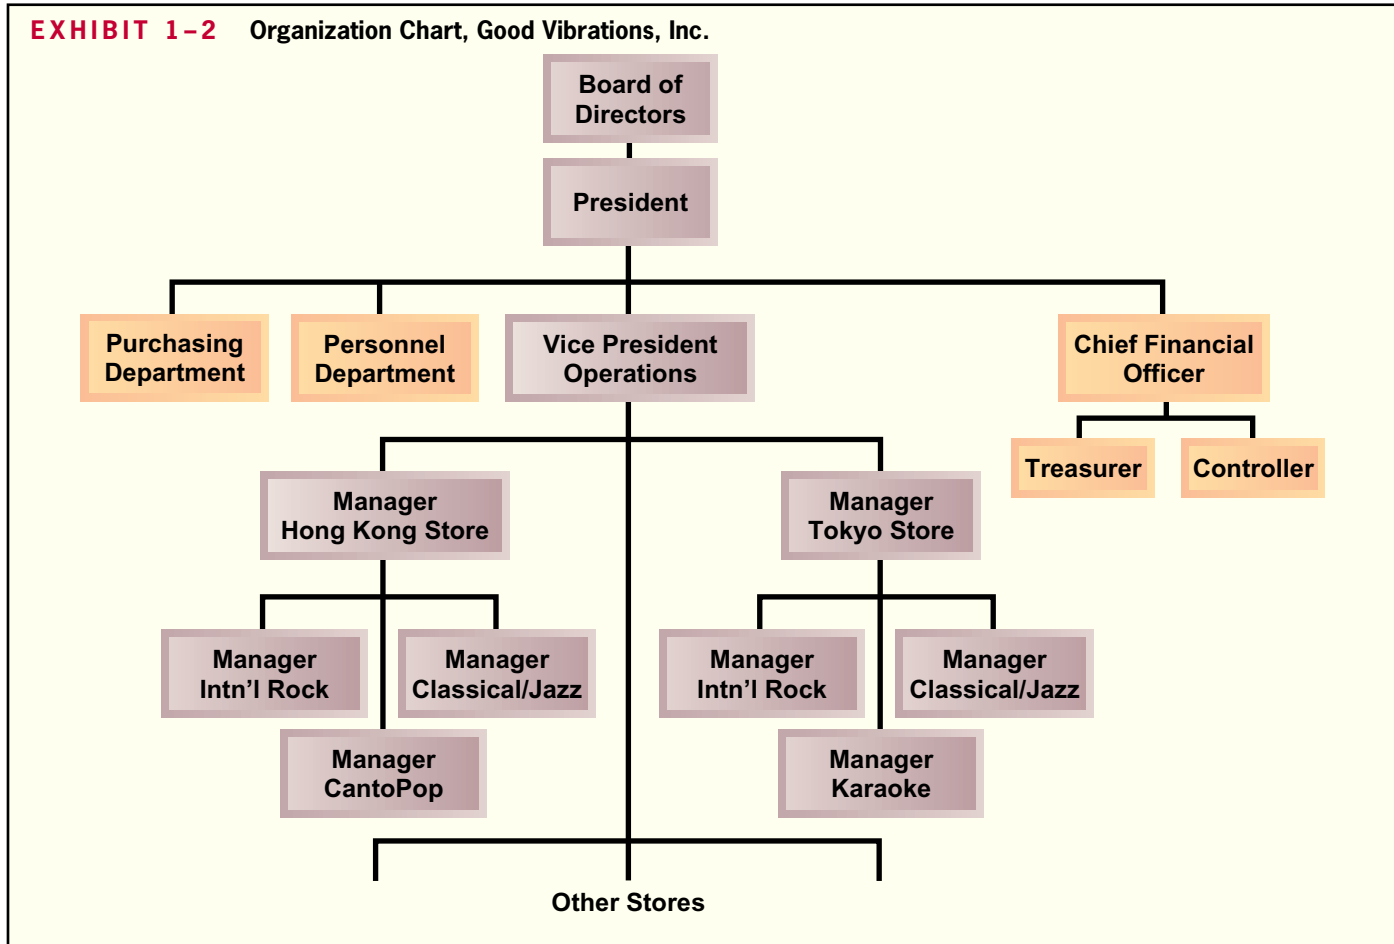 EXHIBIT 1–2 Organization Chart, Good Vibrations, Inc.
Board of
Directors
President
Purchasing
Department
Personnel
Department
Vice President
Operations
Chief Financial
Officer
Treasurer
Controller
Manager
Hong Kong Store
Manager
Tokyo Store
Manager
Intn’l Rock
Manager
Classical/Jazz
Manager
CantoPop
Manager
Intn’l Rock
Manager
Classical/Jazz
Manager
Karaoke
Other Stores